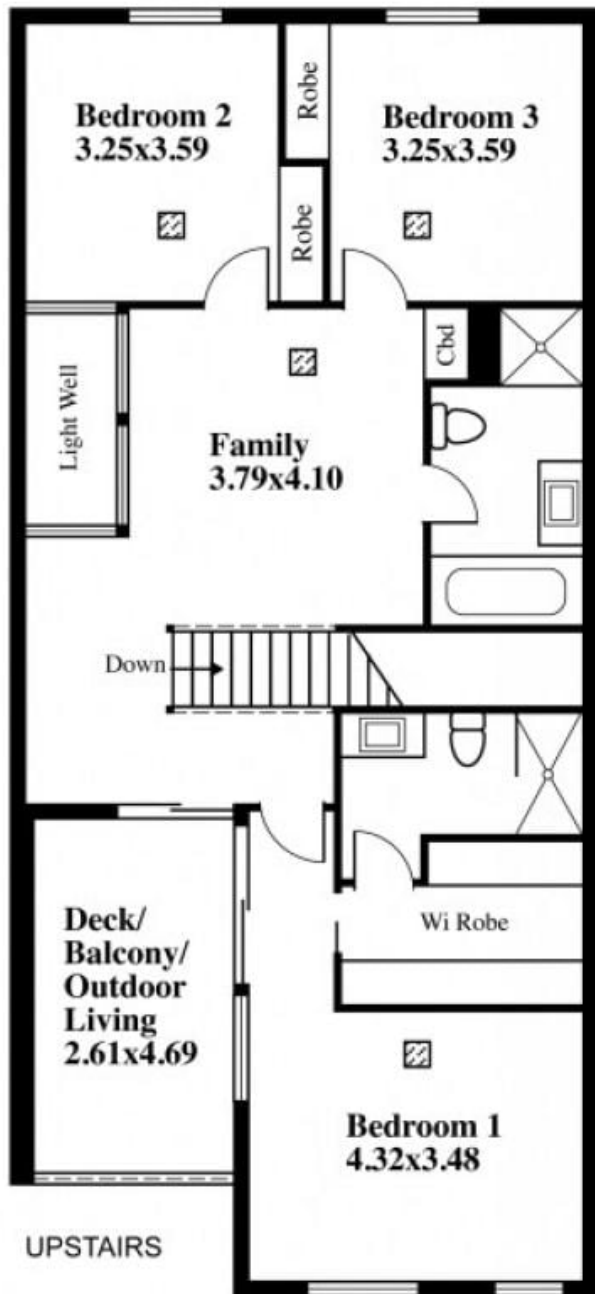 Bedroom 2
3.25x3.59
Robe
Bedroom 3
3.25x3.59
Robe
Light Well
Cbd
Family
3.79x4.10
Down
Deck/
Balcony/
Outdoor
Living
2.61x4.69
Wi Robe
Bedroom 1
4.32x3.48
UPSTAIRS